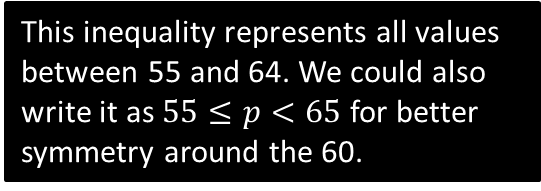 This inequality represents all values
between 55 and 64. We could also
write it as 55 ≤ p < 65 for better
symmetry around the 60.